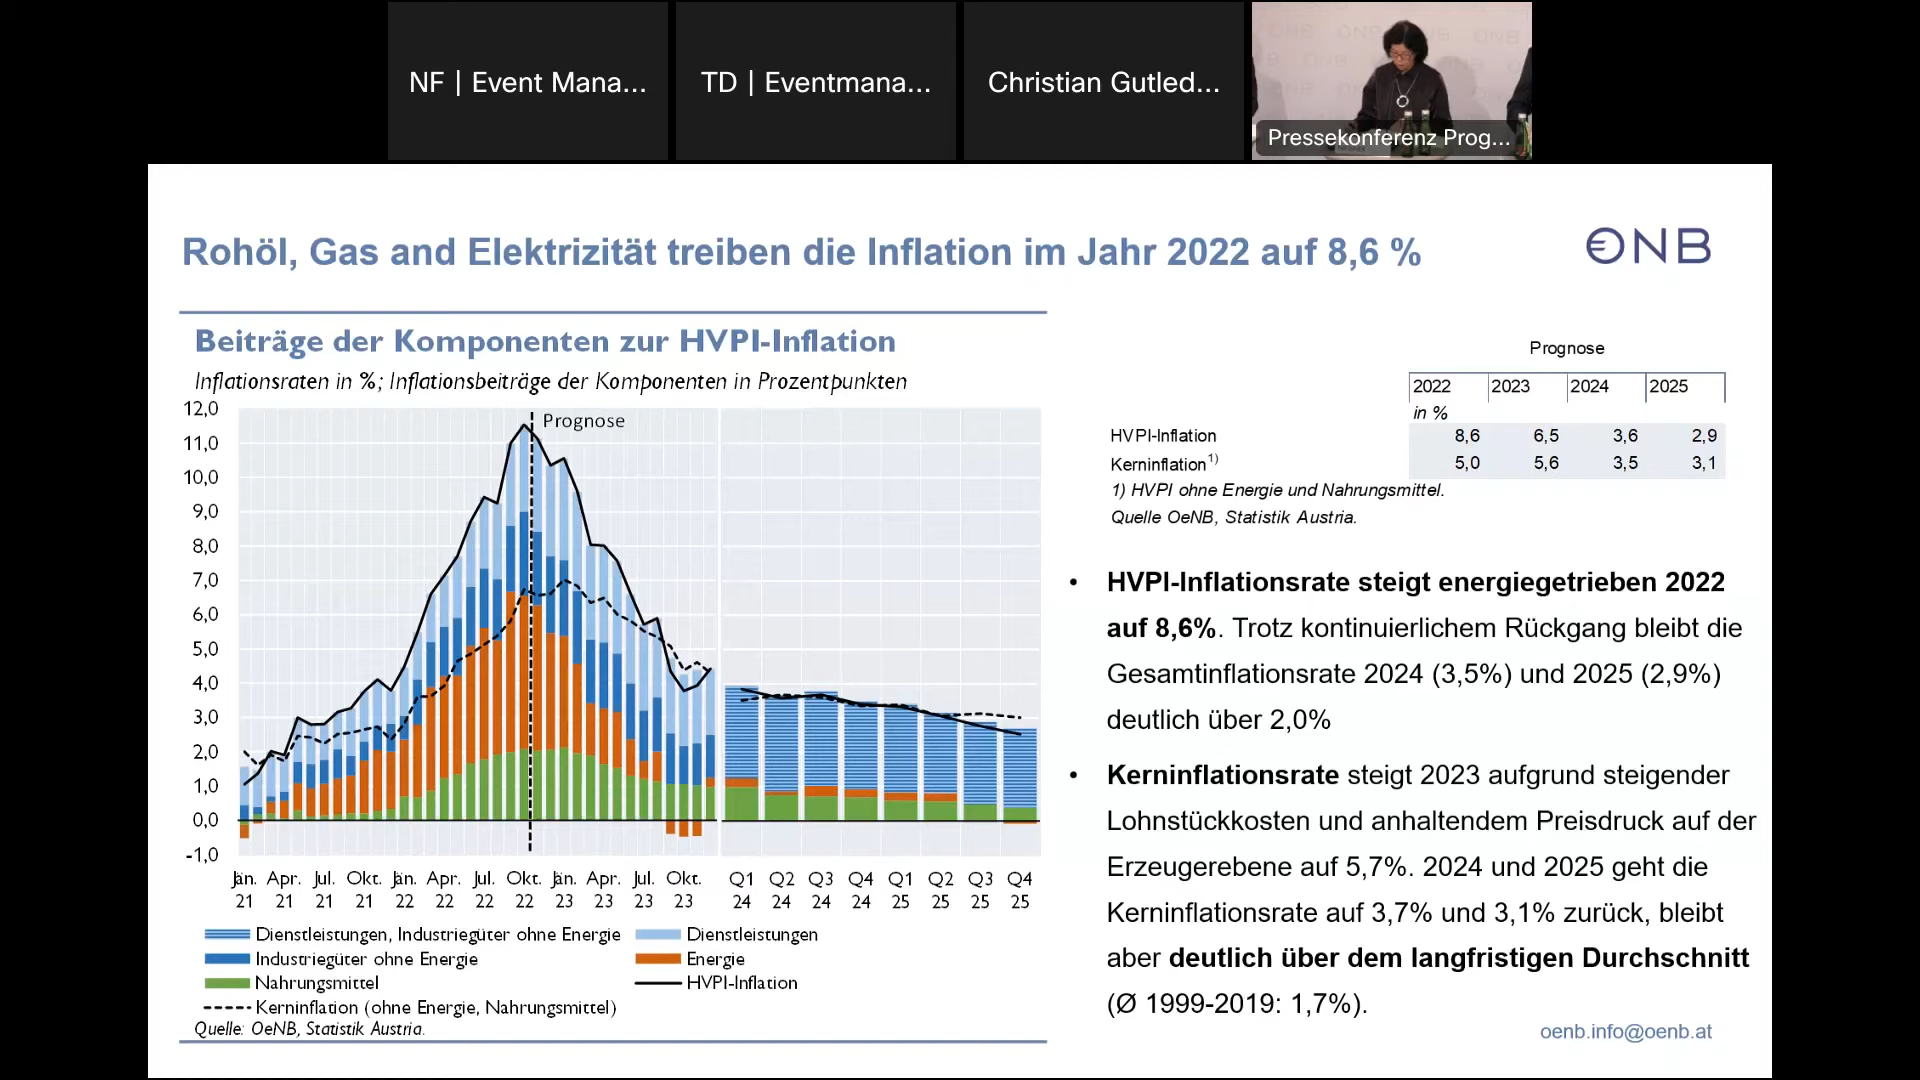 NF | Event Mana...
TD | Eventmana...
Christian Gutled...
Pressekonferenz Prog...
Rohöl, Gas and Elektrizität treiben die Inflation im Jahr 2022 auf 8,6 %
ONB
Beiträge der Komponenten zur HVPI-Inflation
Inflationsraten in %; Inflationsbeiträge der Komponenten in Prozentpunkten
12,0
11,0
10,0
9,0
8,0
7,0
6,0
5,0
4,0
3,0
2,0
1,0
0,0
-1,0
Prognose
Jän. Apr. Jul. Okt. Jän. Apr. Jul. Okt. Jän. Apr. Jul. Okt. Q1 Q2 Q3 Q4 Q1 Q2 Q3 Q4
21 21 21 21 22 22 22 22 23 23 23 23 24 24 24 24 25 25 25 25
Dienstleistungen, Industriegüter ohne Energie
Dienstleistungen
Industriegüter ohne Energie
Energie
Nahrungsmittel
HVPI-Inflation
Kerninflation (ohne Energie, Nahrungsmittel)
Quelle: OeNB, Statistik Austria.
Prognose
2022 2023 2024 2025
in %
HVPI-Inflation 8,6 6,5 3,6 2,9
Kerninflation1) 5,0 5,6 3,5 3,1
1) HVPI ohne Energie und Nahrungsmittel.
Quelle OeNB, Statistik Austria.
• HVPI-Inflationsrate steigt energiegetrieben 2022
auf 8,6%. Trotz kontinuierlichem Rückgang bleibt die
Gesamtinflationsrate 2024 (3,5%) und 2025 (2,9%)
deutlich über 2,0%
• Kerninflationsrate steigt 2023 aufgrund steigender
Lohnstückkosten und anhaltendem Preisdruck auf der
Erzeugerebene auf 5,7%. 2024 und 2025 geht die
Kerninflationsrate auf 3,7% und 3,1% zurück, bleibt
aber deutlich über dem langfristigen Durchschnitt
(Ø 1999-2019: 1,7%).
oenb.info@oenb.at